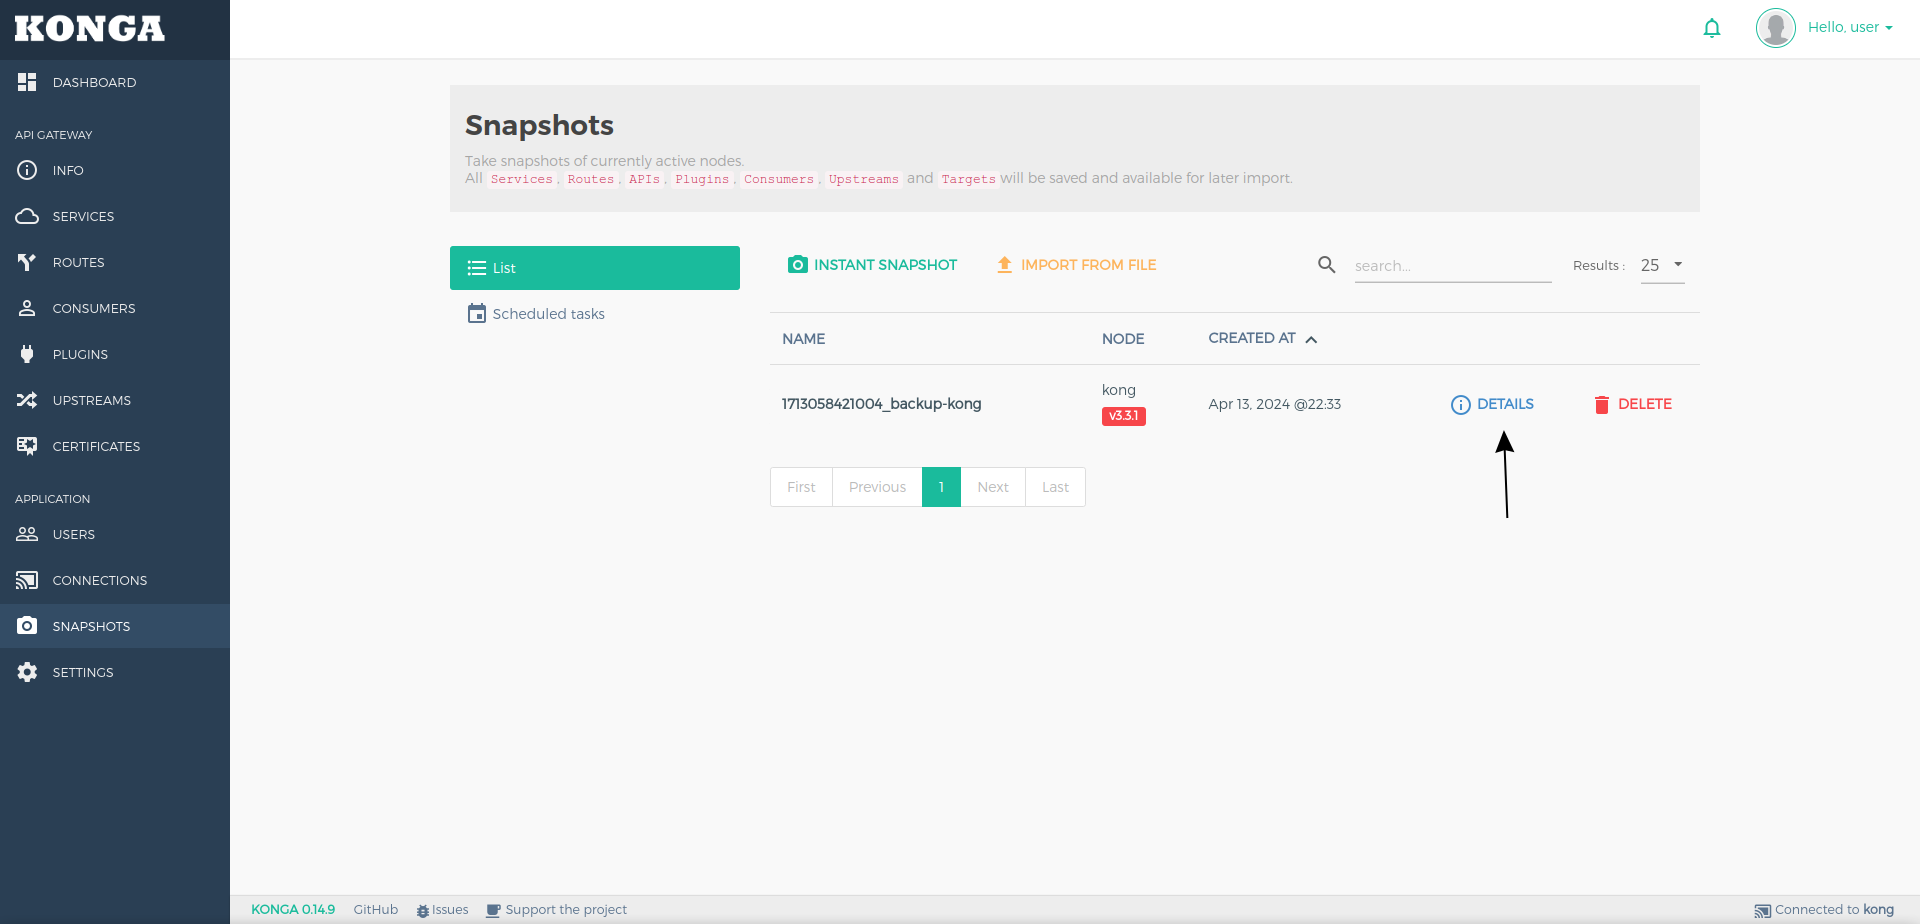 KONGA
Hello, user
DASHBOARD
API GATEWAY
INFO
SERVICES
ROUTES
CONSUMERS
PLUGINS
UPSTREAMS
CERTIFICATES
APPLICATION
USERS
CONNECTIONS
SNAPSHOTS
SETTINGS
Snapshots
Take snapshots of currently active nodes.
All Services, Routes, APIs, Plugins, Consumers, Upstreams and Targets will be saved and available for later import.
List
Scheduled tasks
INSTANT SNAPSHOT IMPORT FROM FILE search... Results : 25
NAME NODE CREATED AT
1713058421004_backup-kong kong v3.3.1 Apr 13, 2024 @22:33 DETAILS DELETE
First Previous 1 Next Last
KONGA 0.14.9 GitHub Issues Support the project Connected to kong